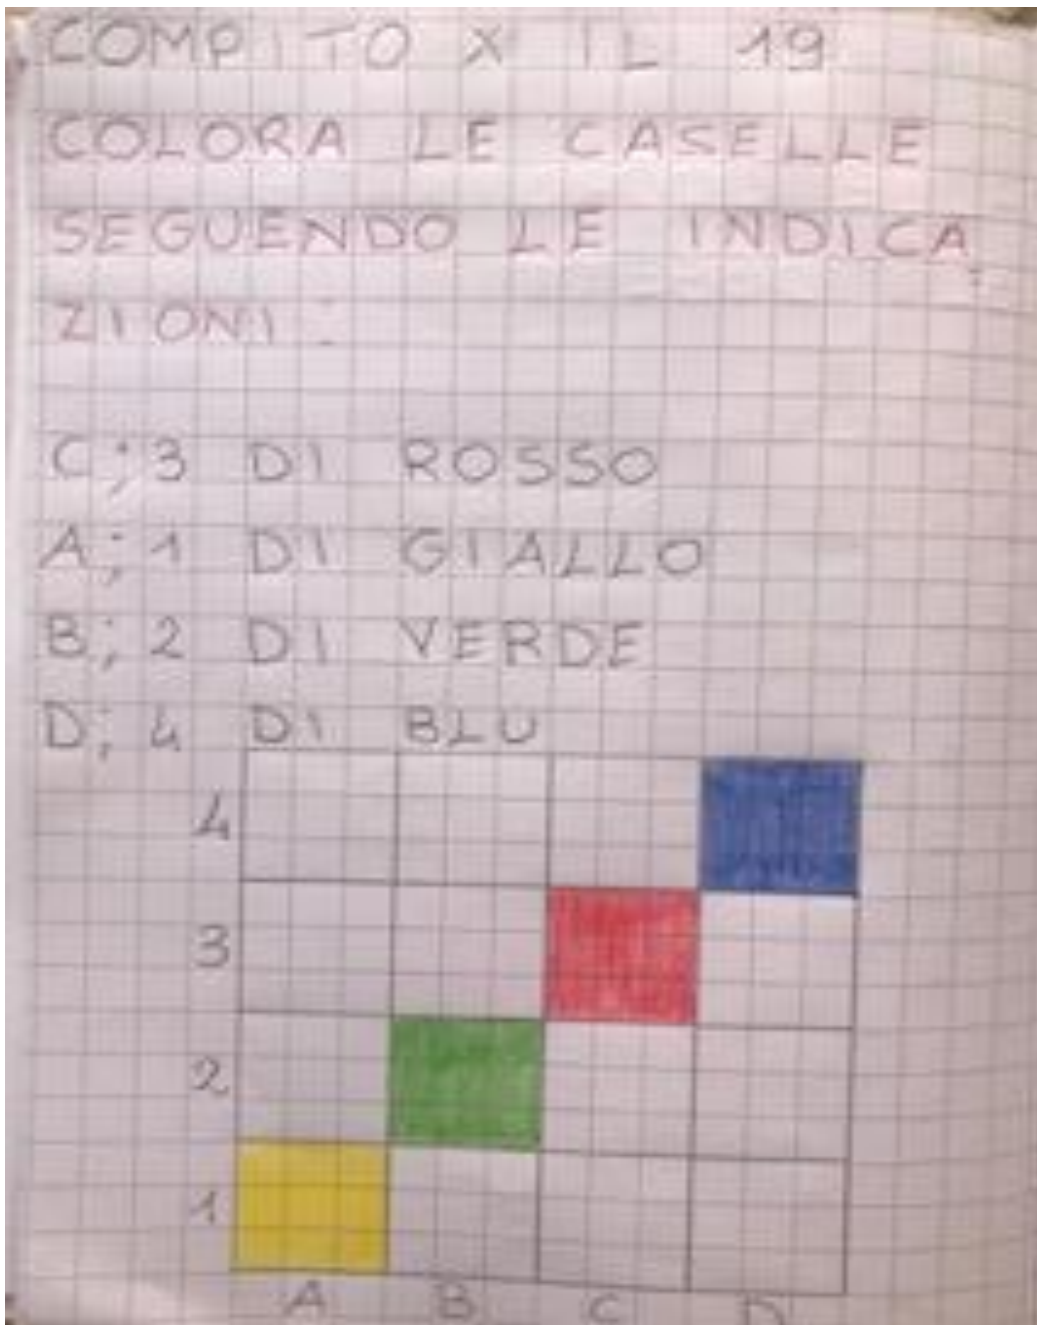 COMPITO X IL 19
COLORA LE CASELLE
SEGUENDO LE INDICA
ZIONI:
C;3 DI ROSSO
A;1 DI GIALLO
B;2 DI VERDE
D;4 DI BLU
4
3
2
1
A B C D